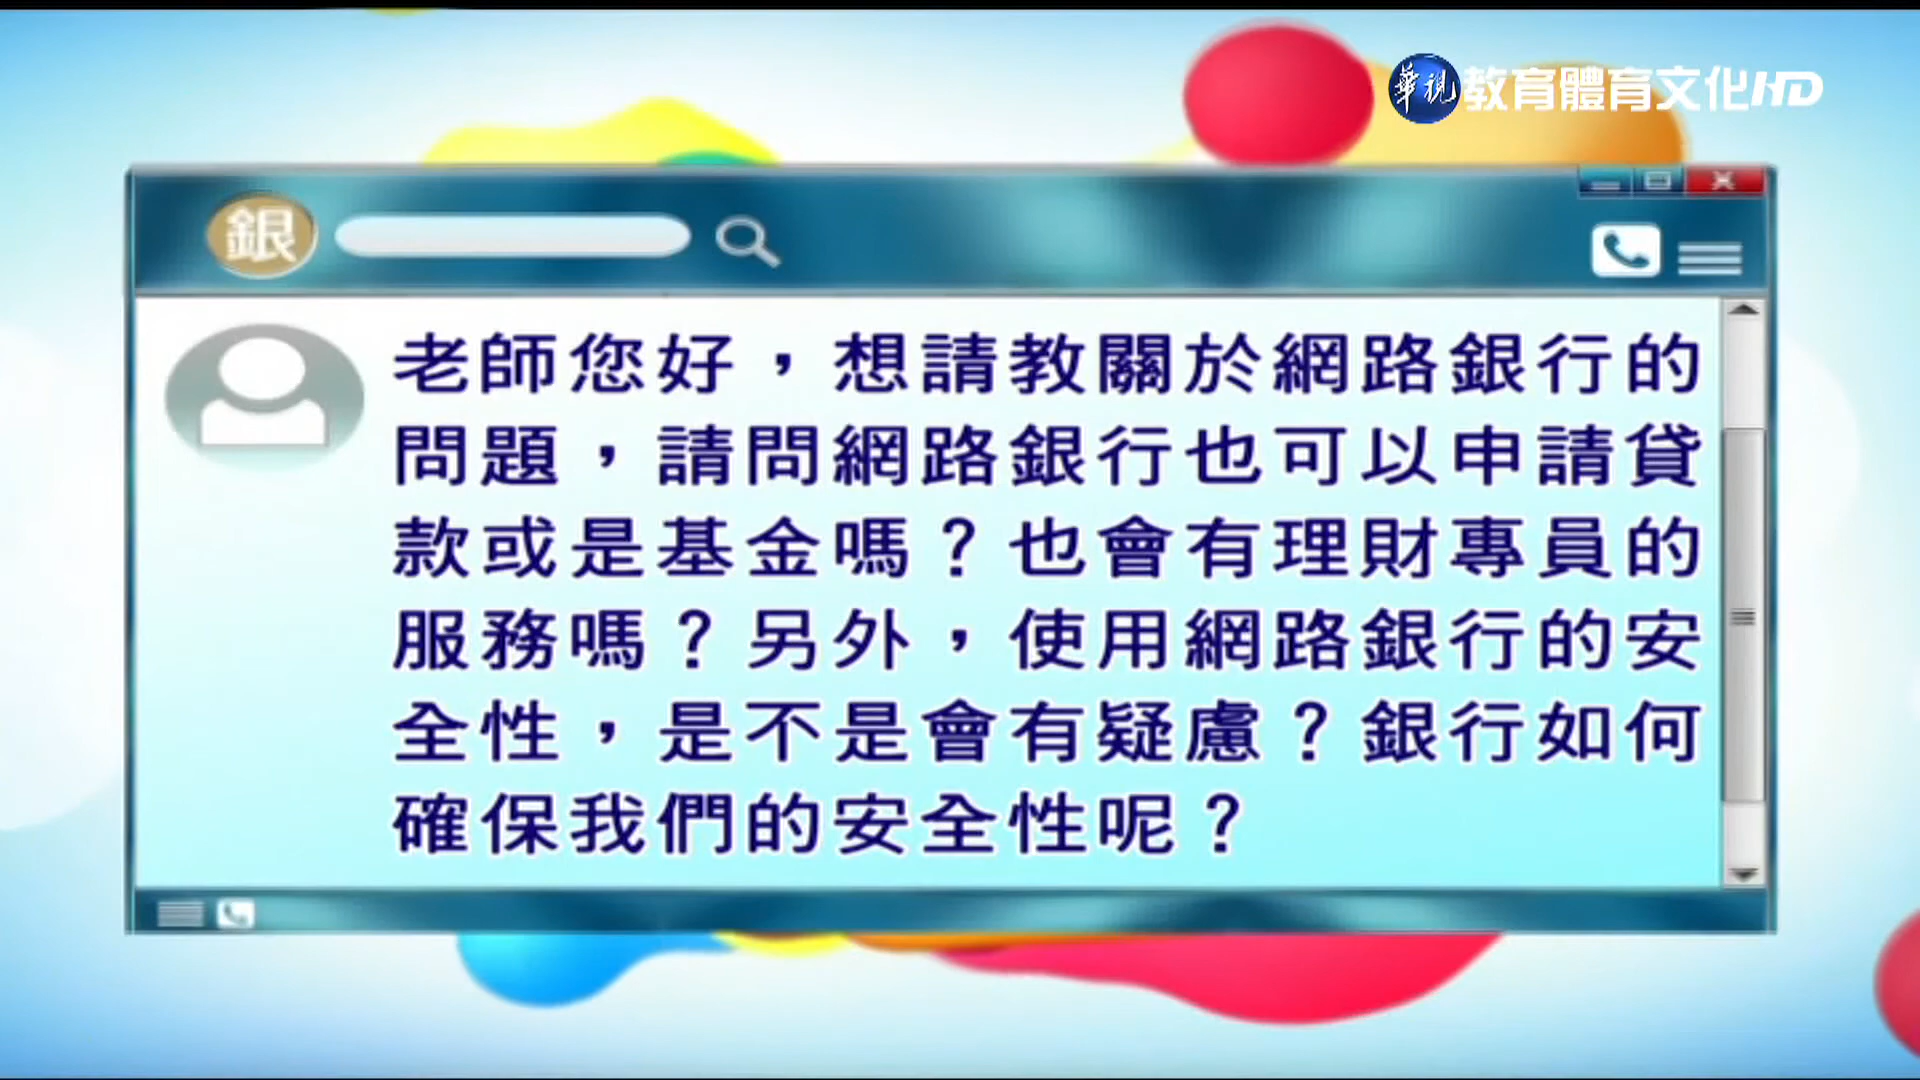 華視 教育體育文化HD
銀
老師您好，想請教關於網路銀行的
問題，請問網路銀行也可以申請貸
款或是基金嗎？也會有理財專員的
服務嗎？另外，使用網路銀行的安
全性，是不是會有疑慮？銀行如何
確保我們的安全性呢？